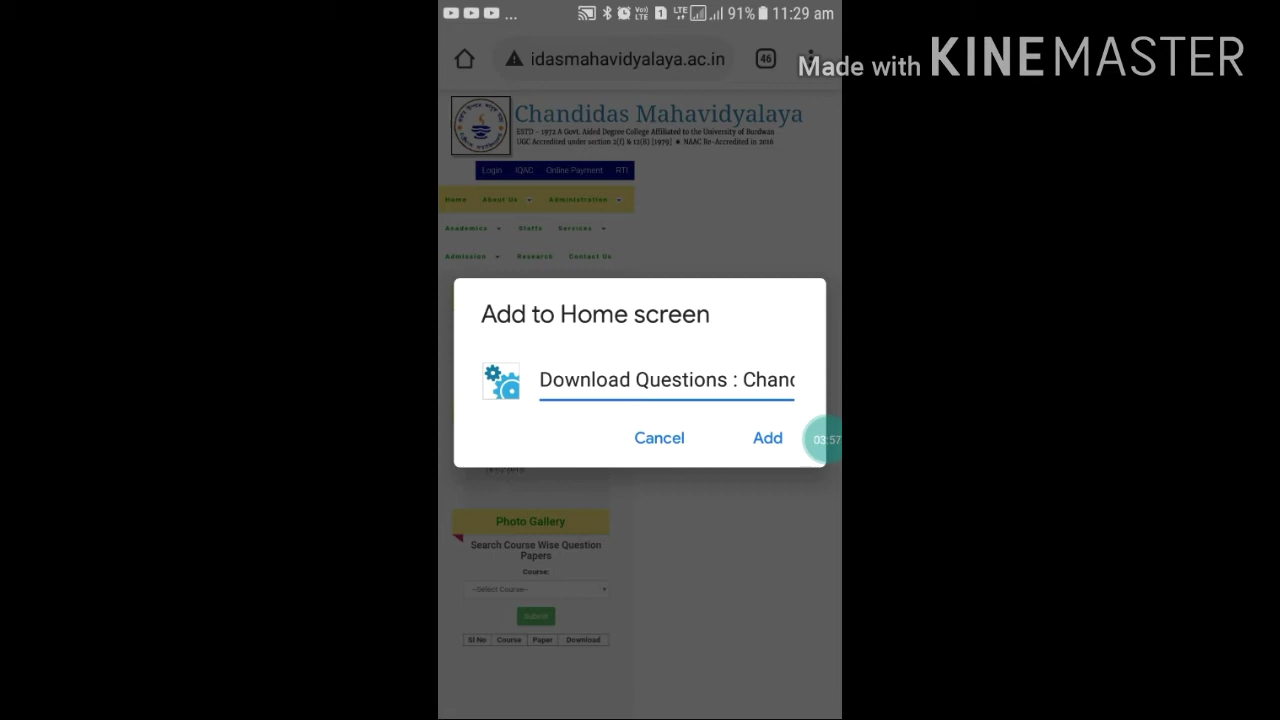 ... Vo) LTE 1 LTE 91% 11:29 am
idasmahavidyalaya.ac.in 46
Made with KINEMASTER
Chandidas Mahavidyalaya
ESTD - 1972 A Govt. Aided Degree College Affiliated to the University of Burdwan
UGC Accredited under section 2(f) & 12(B) [1979] ★ NAAC Re-Accredited in 2016
Login IQAC Online Payment RTI
Home About Us Administration
Academics Staffs Services
Admission Research Contact Us
Add to Home screen
Download Questions : Chand
Cancel Add
03:57
Photo Gallery
Search Course Wise Question
Papers
Course:
--Select Course--
Submit
Sl No Course Paper Download